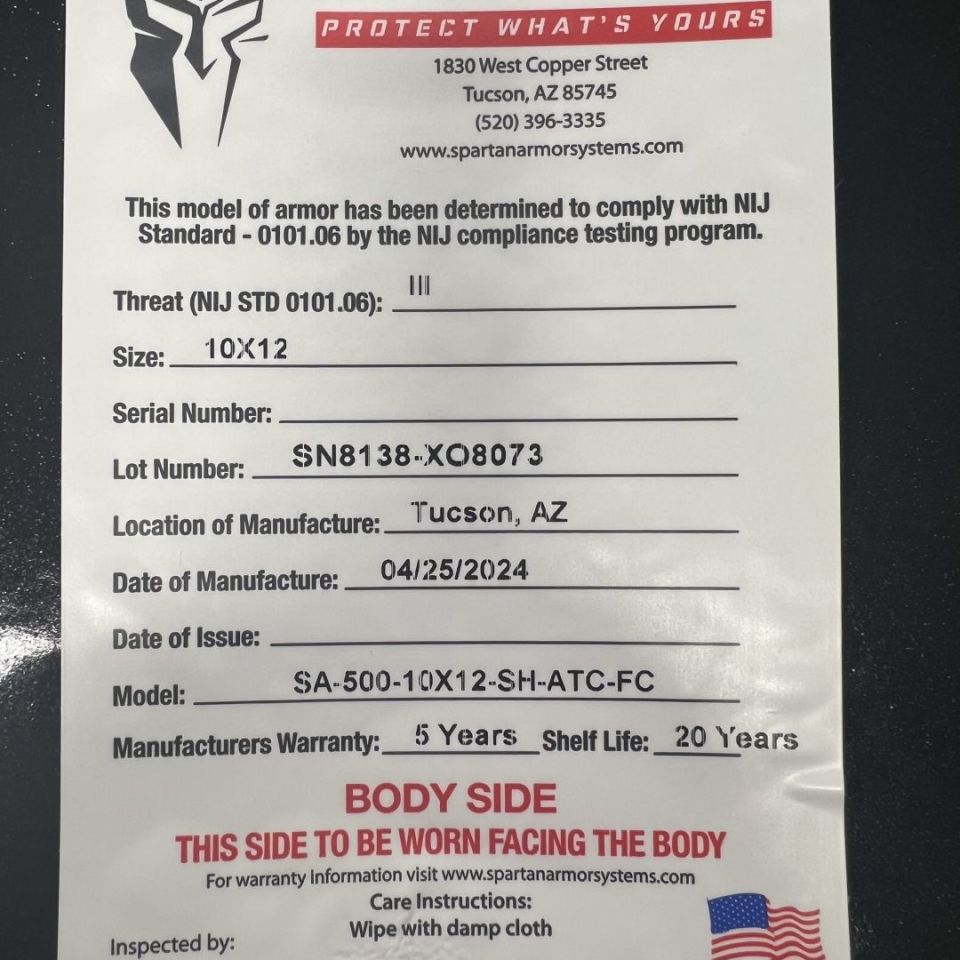 PROTECT WHAT'S YOURS
1830 West Copper Street
Tucson, AZ 85745
(520) 396-3335
www.spartanarmorsystems.com
This model of armor has been determined to comply with NIJ
Standard - 0101.06 by the NIJ compliance testing program.
Threat (NIJ STD 0101.06): III
Size: 10X12
Serial Number:
Lot Number: SN8138-XO8073
Location of Manufacture: Tucson, AZ
Date of Manufacture: 04/25/2024
Date of Issue:
Model: SA-500-10X12-SH-ATC-FC
Manufacturers Warranty: 5 Years Shelf Life: 20 Years
BODY SIDE
THIS SIDE TO BE WORN FACING THE BODY
For warranty information visit www.spartanarmorsystems.com
Care Instructions:
Wipe with damp cloth
Inspected by: